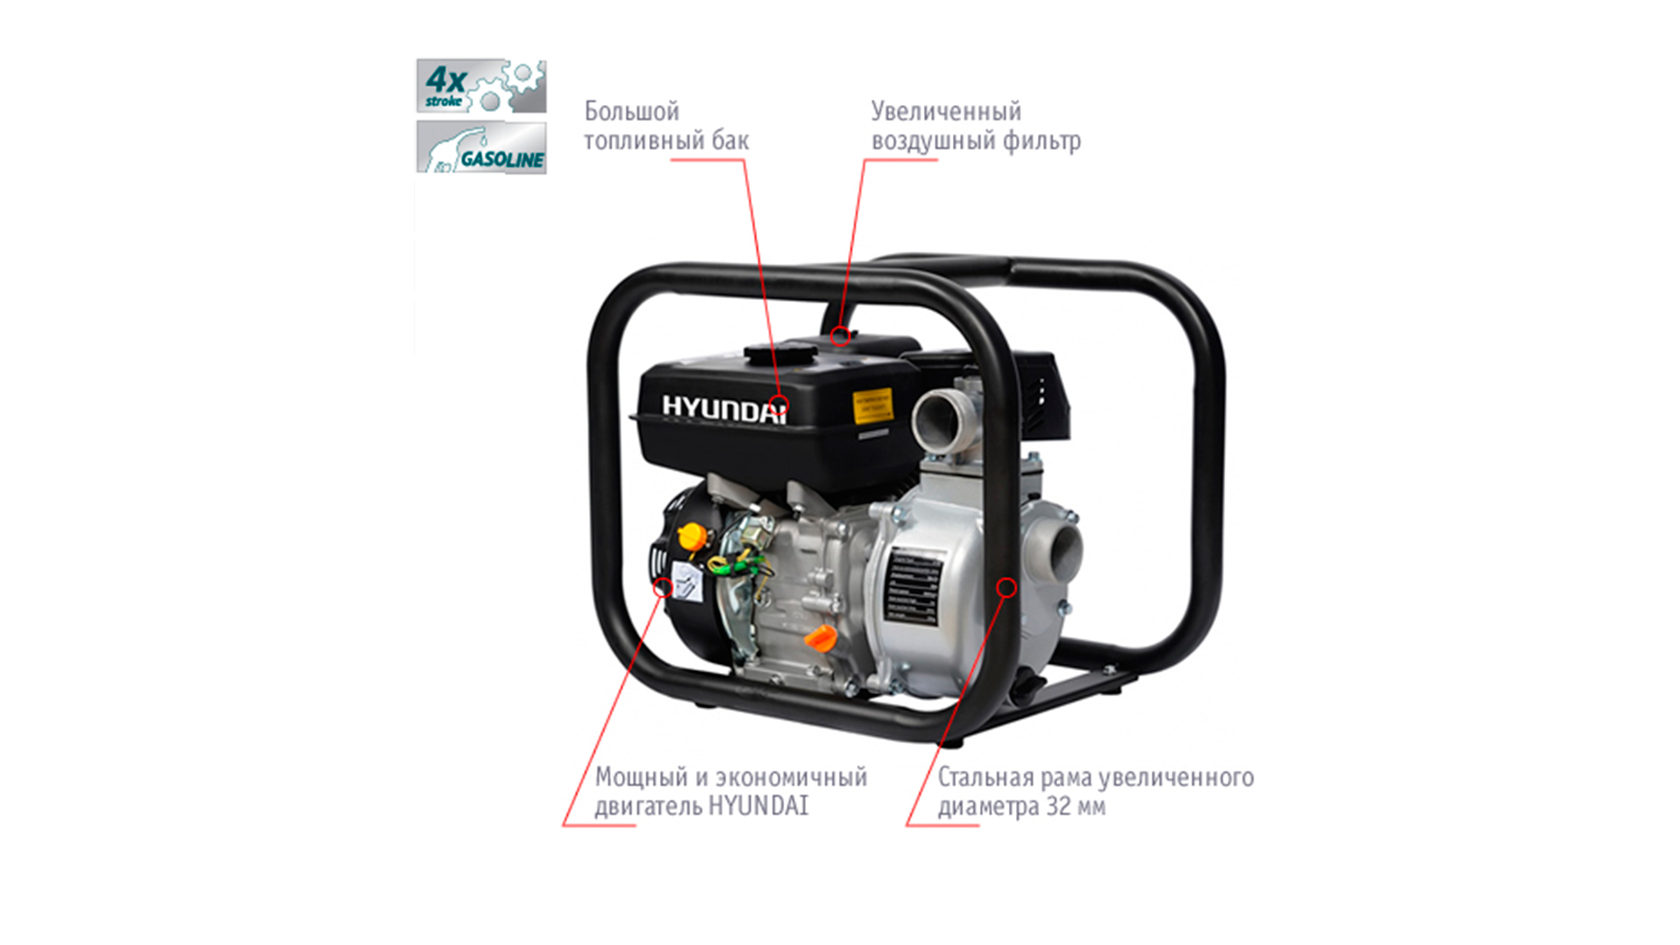 4x
stroke
GASOLINE
Большой
топливный бак
Увеличенный
воздушный фильтр
HYUNDAI
Мощный и экономичный
двигатель HYUNDAI
Стальная рама увеличенного
диаметра 32 мм